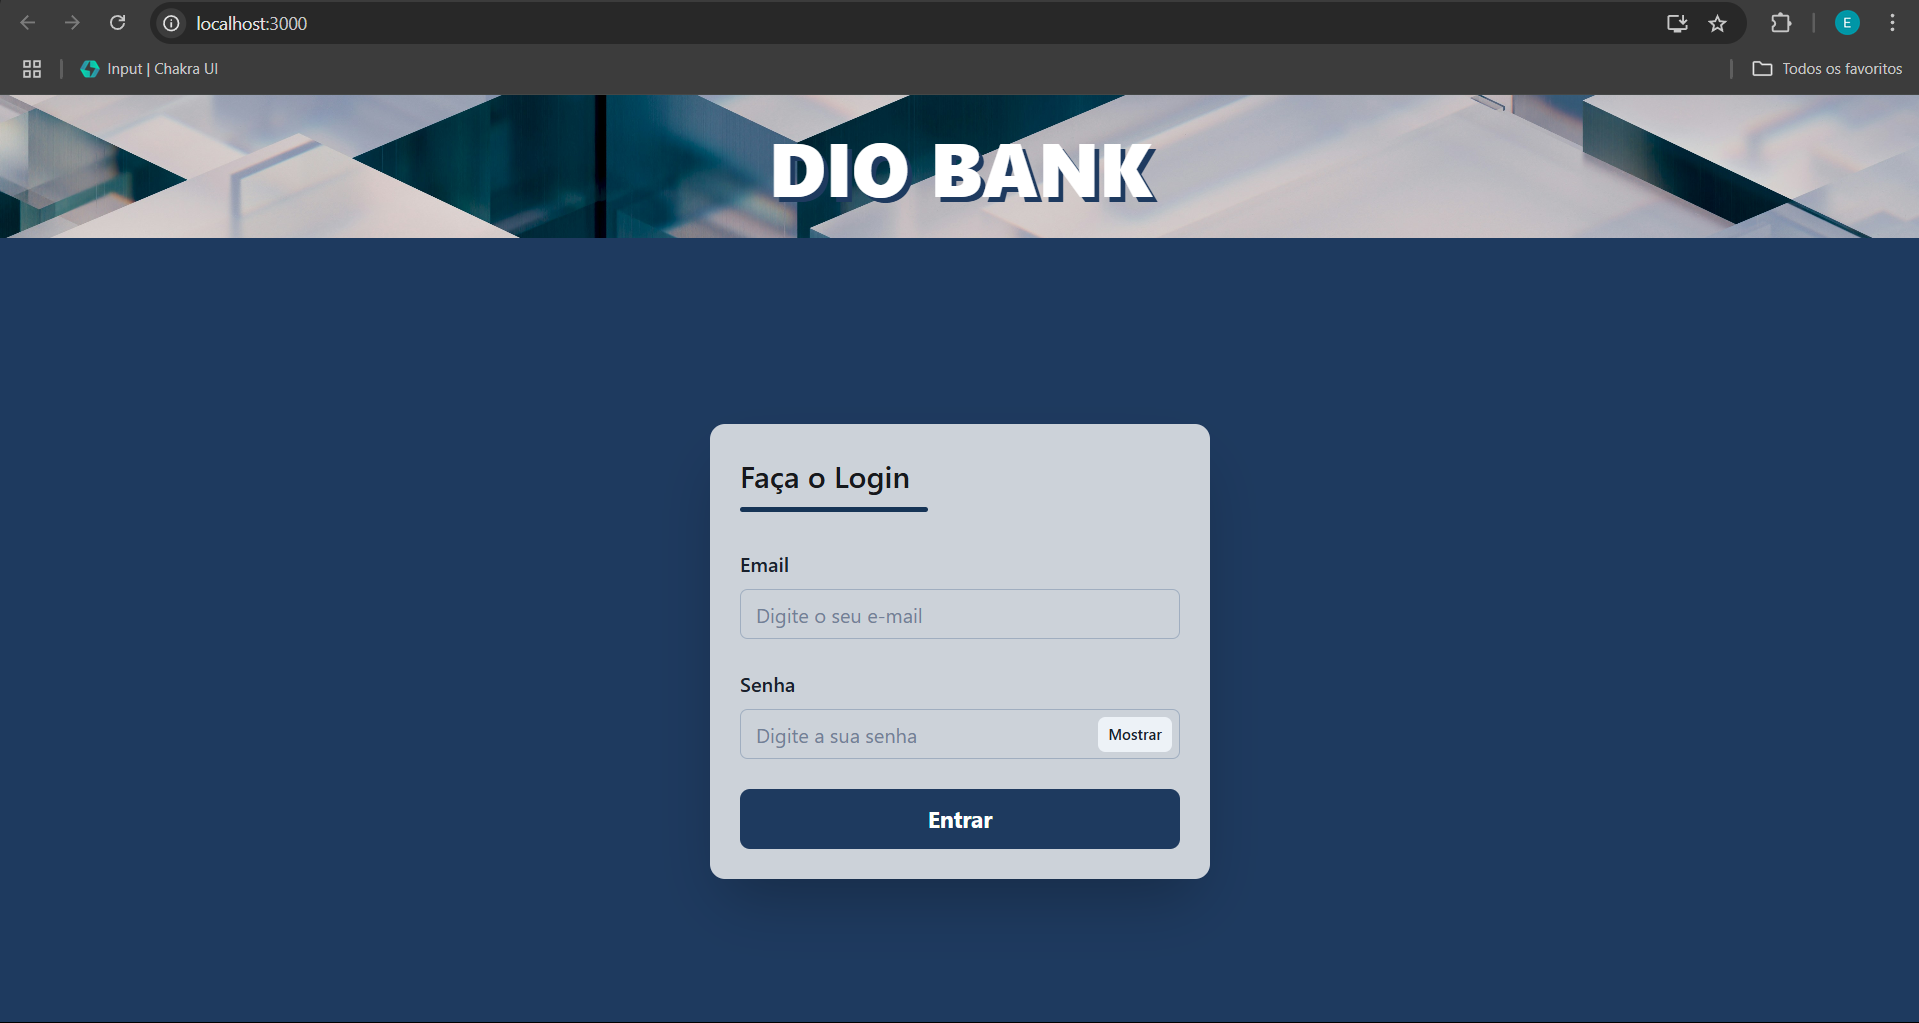 localhost:3000
E
Input | Chakra UI
Todos os favoritos
DIO BANK
Faça o Login
Email
Digite o seu e-mail
Senha
Digite a sua senha
Mostrar
Entrar